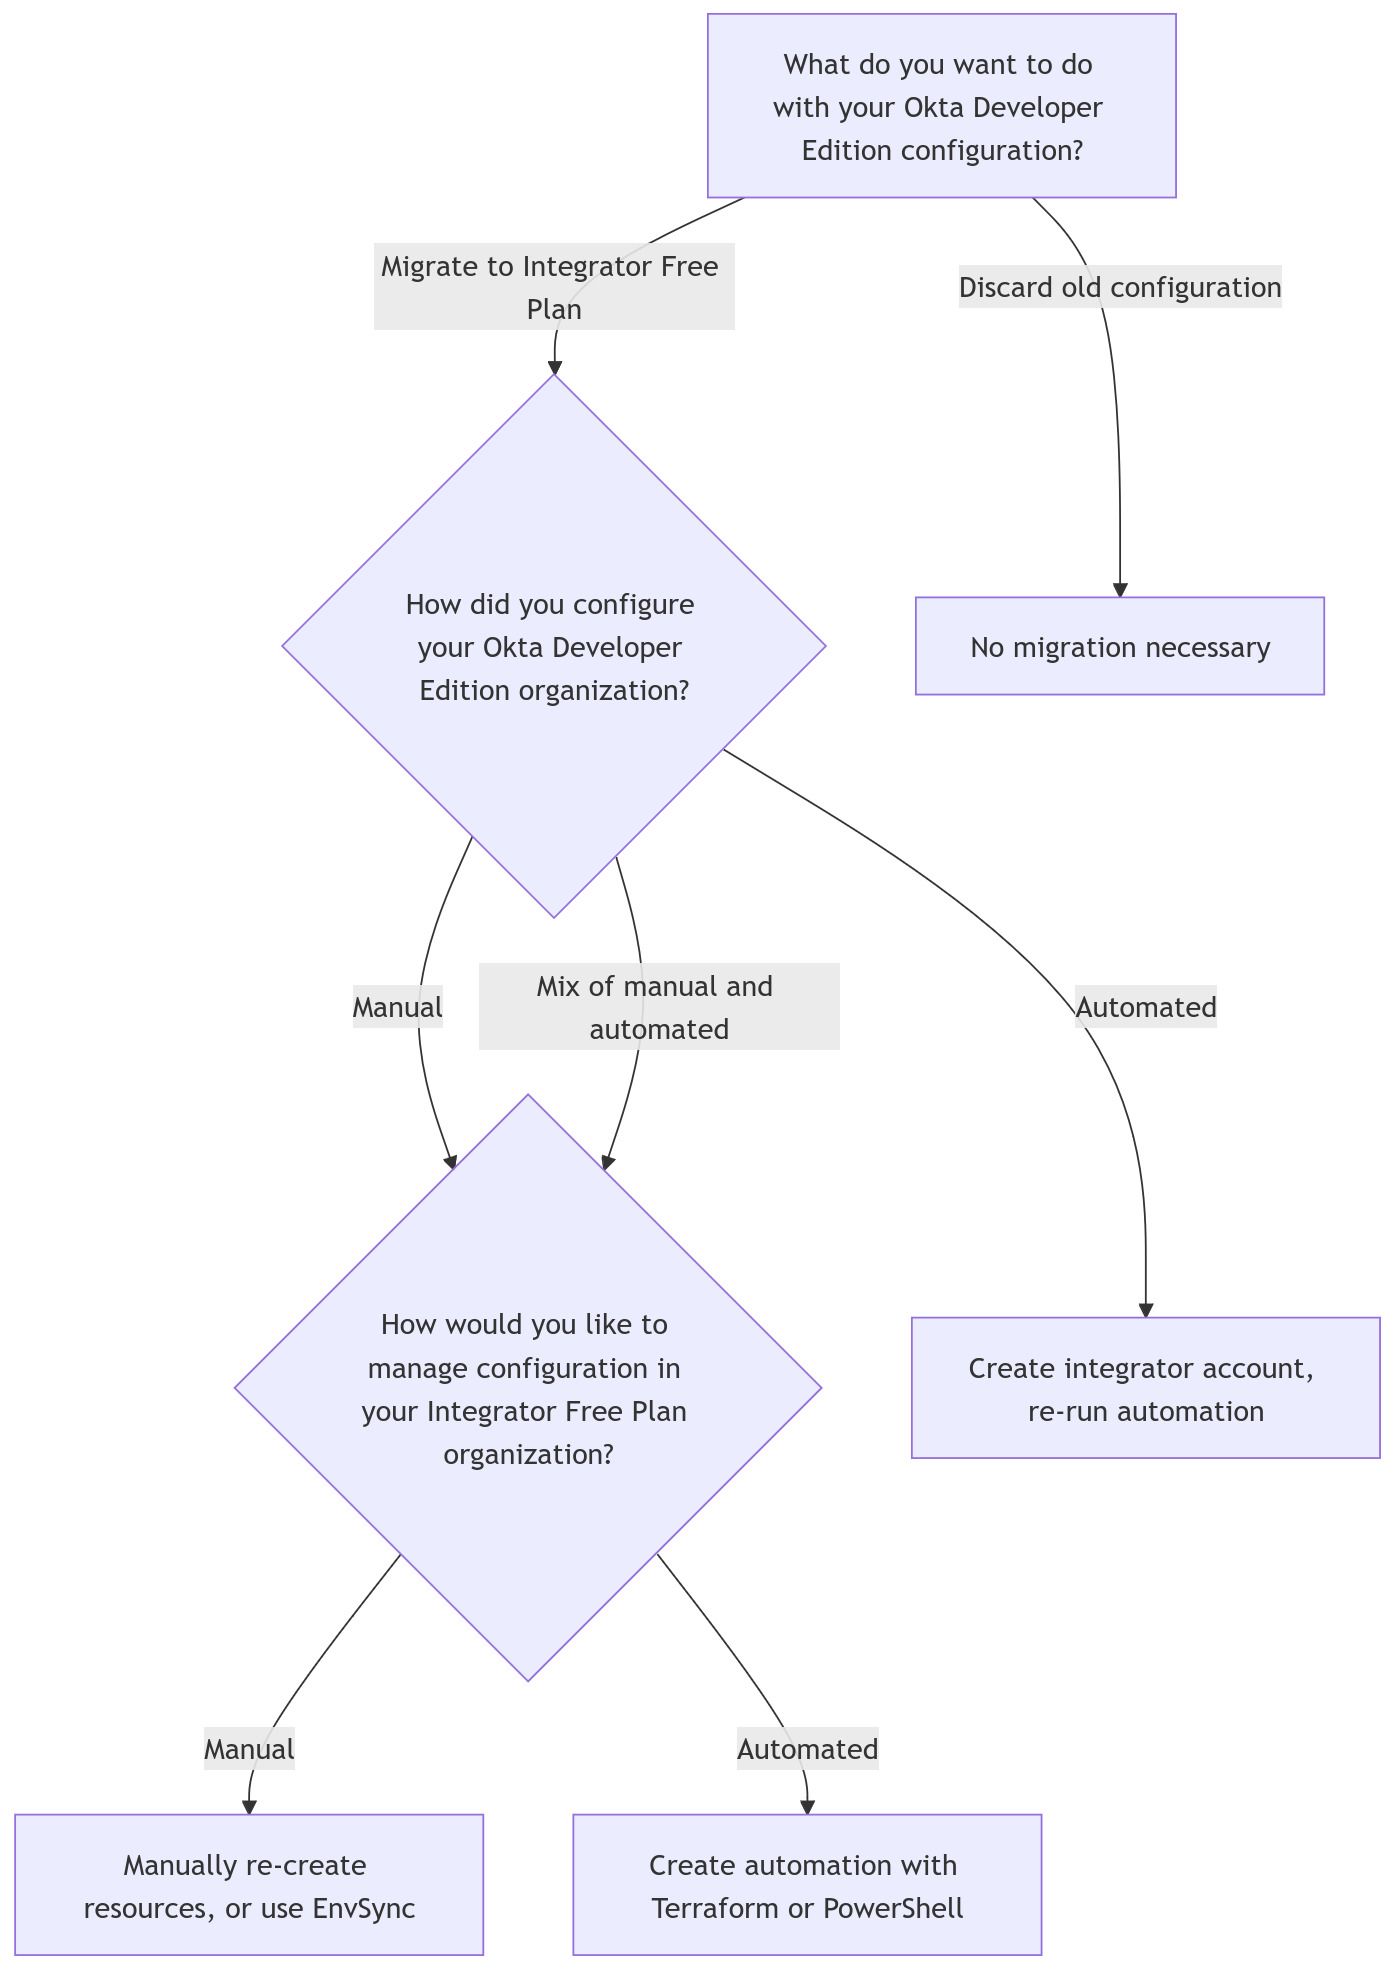 What do you want to do
with your Okta Developer
Edition configuration?
Migrate to Integrator Free
Plan
Discard old configuration
How did you configure
your Okta Developer
Edition organization?
No migration necessary
Manual
Mix of manual and
automated
Automated
How would you like to
manage configuration in
your Integrator Free Plan
organization?
Create integrator account,
re-run automation
Manual
Automated
Manually re-create
resources, or use EnvSync
Create automation with
Terraform or PowerShell